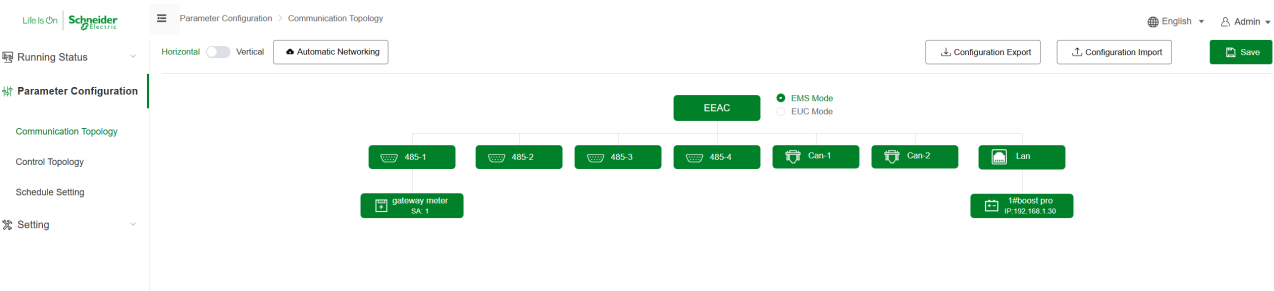 Life Is On Schneider Electric
Parameter Configuration > Communication Topology
English
Admin
Running Status
Parameter Configuration
Communication Topology
Control Topology
Schedule Setting
Setting
Horizontal Vertical Automatic Networking
Configuration Export
Configuration Import
Save
EEAC
EMS Mode
EUC Mode
485-1 485-2 485-3 485-4 Can-1 Can-2 Lan
gateway meter
SA: 1
1#boost pro
IP:192.168.1.30